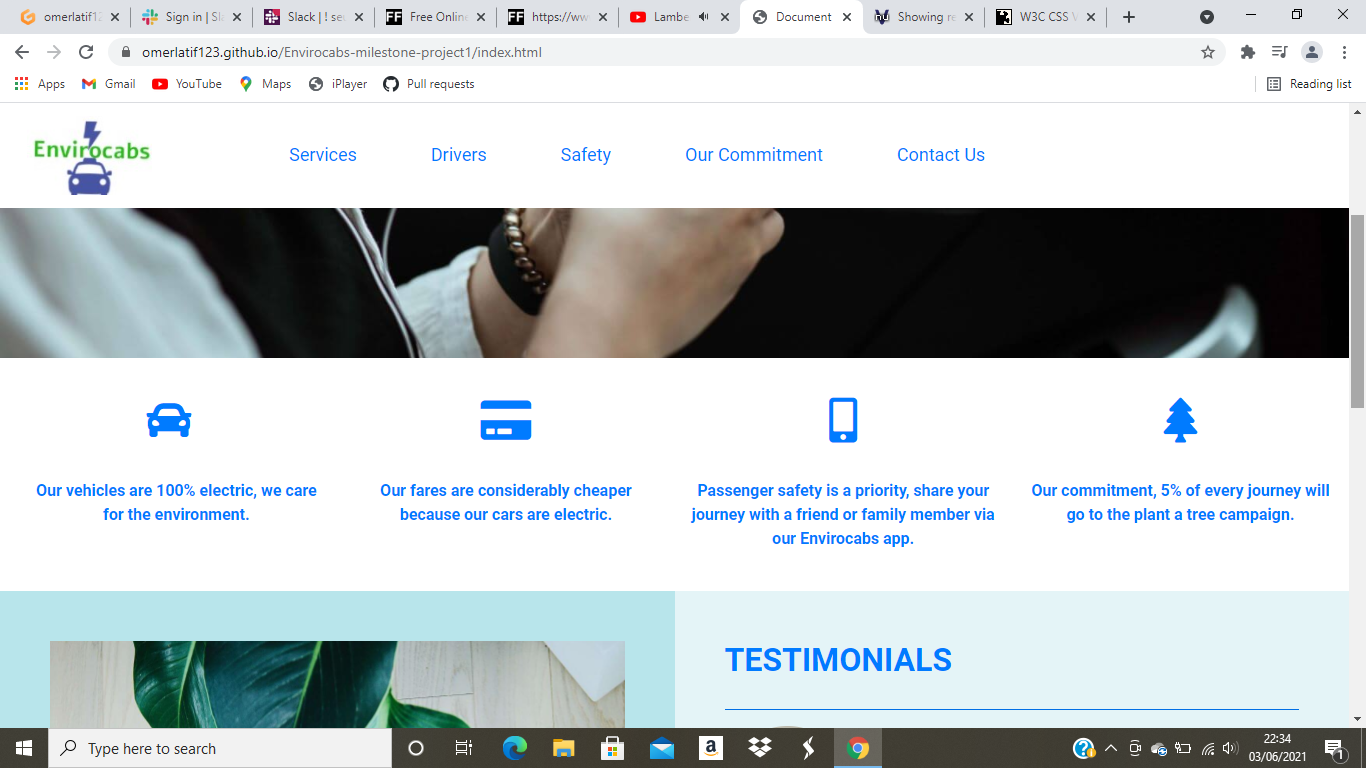 omerlatif12
Sign in | Sl
Slack | ! se
Free Online
https://ww
Lambe
Document
Showing re
W3C CSS V
omerlatif123.github.io/Envirocabs-milestone-project1/index.html
Apps
Gmail
YouTube
Maps
iPlayer
Pull requests
Reading list
Envirocabs
Services
Drivers
Safety
Our Commitment
Contact Us
Our vehicles are 100% electric, we care
for the environment.
Our fares are considerably cheaper
because our cars are electric.
Passenger safety is a priority, share your
journey with a friend or family member via
our Envirocabs app.
Our commitment, 5% of every journey will
go to the plant a tree campaign.
TESTIMONIALS
Type here to search
22:34
03/06/2021
1